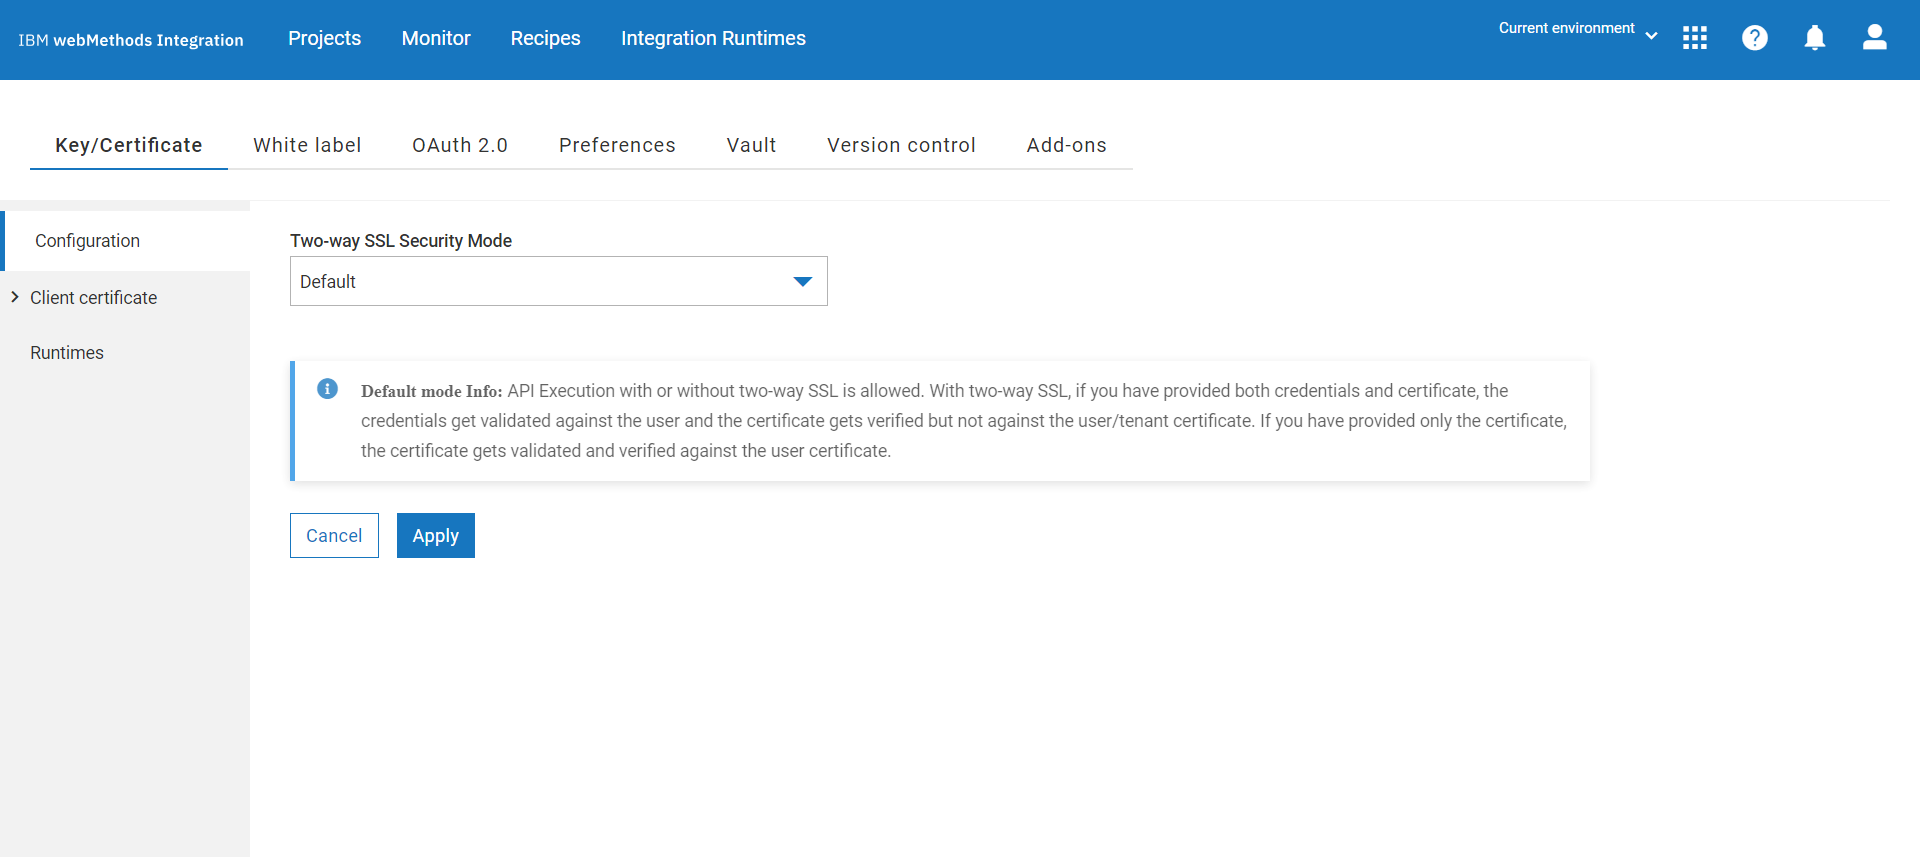 IBM webMethods Integration
Projects
Monitor
Recipes
Integration Runtimes
Current environment
Key/Certificate
White label
OAuth 2.0
Preferences
Vault
Version control
Add-ons
Configuration
Client certificate
Runtimes
Two-way SSL Security Mode
Default
Default mode Info: API Execution with or without two-way SSL is allowed. With two-way SSL, if you have provided both credentials and certificate, the
credentials get validated against the user and the certificate gets verified but not against the user/tenant certificate. If you have provided only the certificate,
the certificate gets validated and verified against the user certificate.
Cancel
Apply